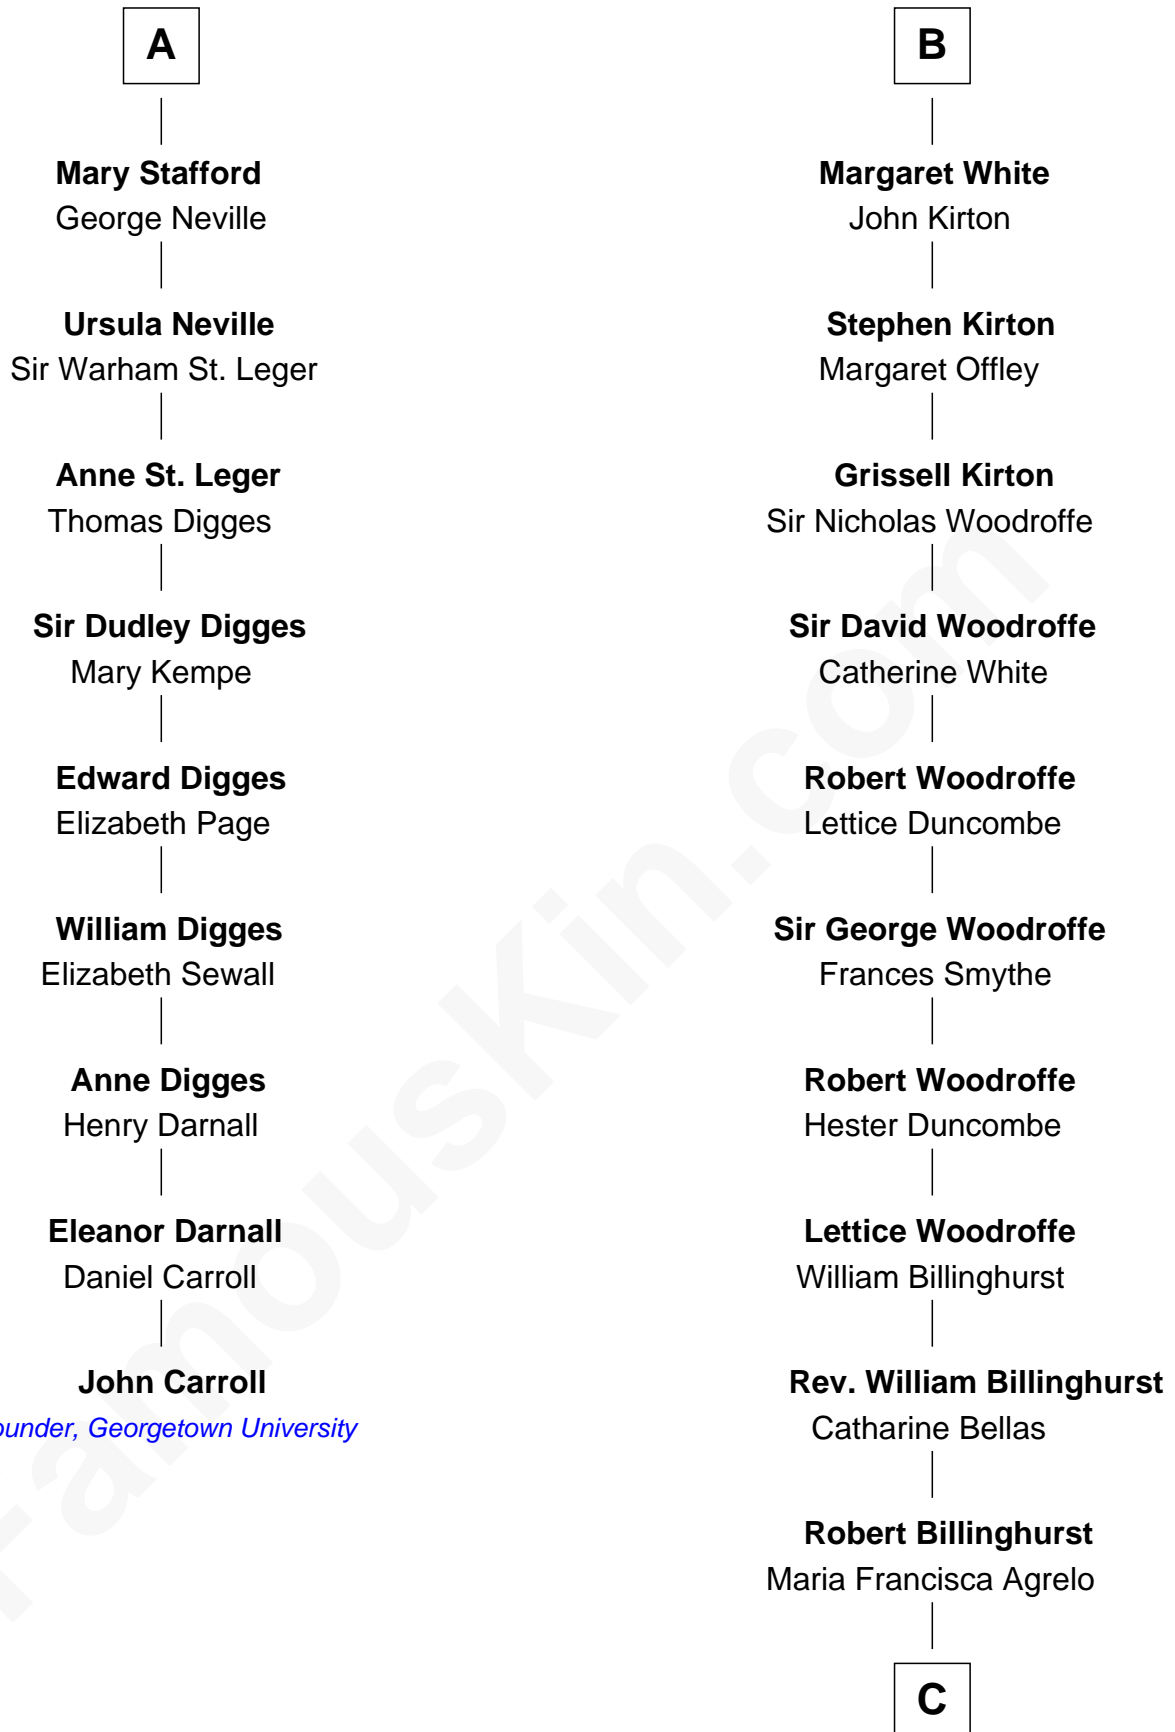 A
Mary Stafford
George Neville
Ursula Neville
Sir Warham St. Leger
Anne St. Leger
Thomas Digges
Sir Dudley Digges
Mary Kempe
Edward Digges
Elizabeth Page
William Digges
Elizabeth Sewall
Anne Digges
Henry Darnall
Eleanor Darnall
Daniel Carroll
John Carroll
ounder, Georgetown University
B
Margaret White
John Kirton
Stephen Kirton
Margaret Offley
Grissell Kirton
Sir Nicholas Woodroffe
Sir David Woodroffe
Catherine White
Robert Woodroffe
Lettice Duncombe
Sir George Woodroffe
Frances Smythe
Robert Woodroffe
Hester Duncombe
Lettice Woodroffe
William Billinghurst
Rev. William Billinghurst
Catharine Bellas
Robert Billinghurst
Maria Francisca Agrelo
C
FamousKin.com